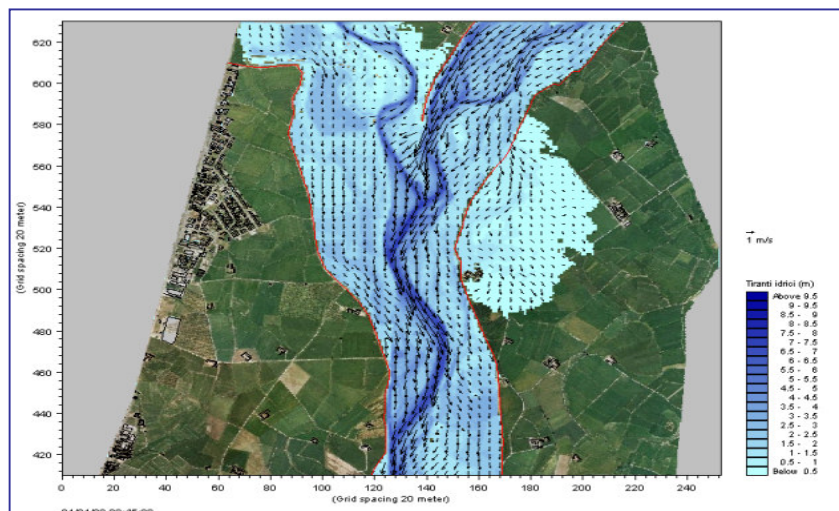 620
600
580
560
540
520
500
480
460
440
420
(Grid spacing 20 meter)
0 20 40 60 80 100 120 140 160 180 200 220 240
(Grid spacing 20 meter)
1 m/s
Tiranti idrici (m)
Above 9.5
9 - 9.5
8.5 - 9
8 - 8.5
7.5 - 8
7 - 7.5
6.5 - 7
6 - 6.5
5.5 - 6
5 - 5.5
4.5 - 5
4 - 4.5
3.5 - 4
3 - 3.5
2.5 - 3
2 - 2.5
1.5 - 2
1 - 1.5
0.5 - 1
Below 0.5